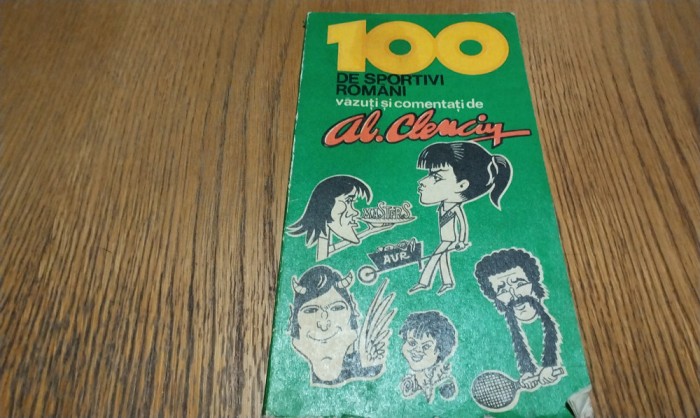 100
DE SPORTIVI
ROMÂNI
văzuți și comentați de
Al. Clenciu
MASTERS
AUR